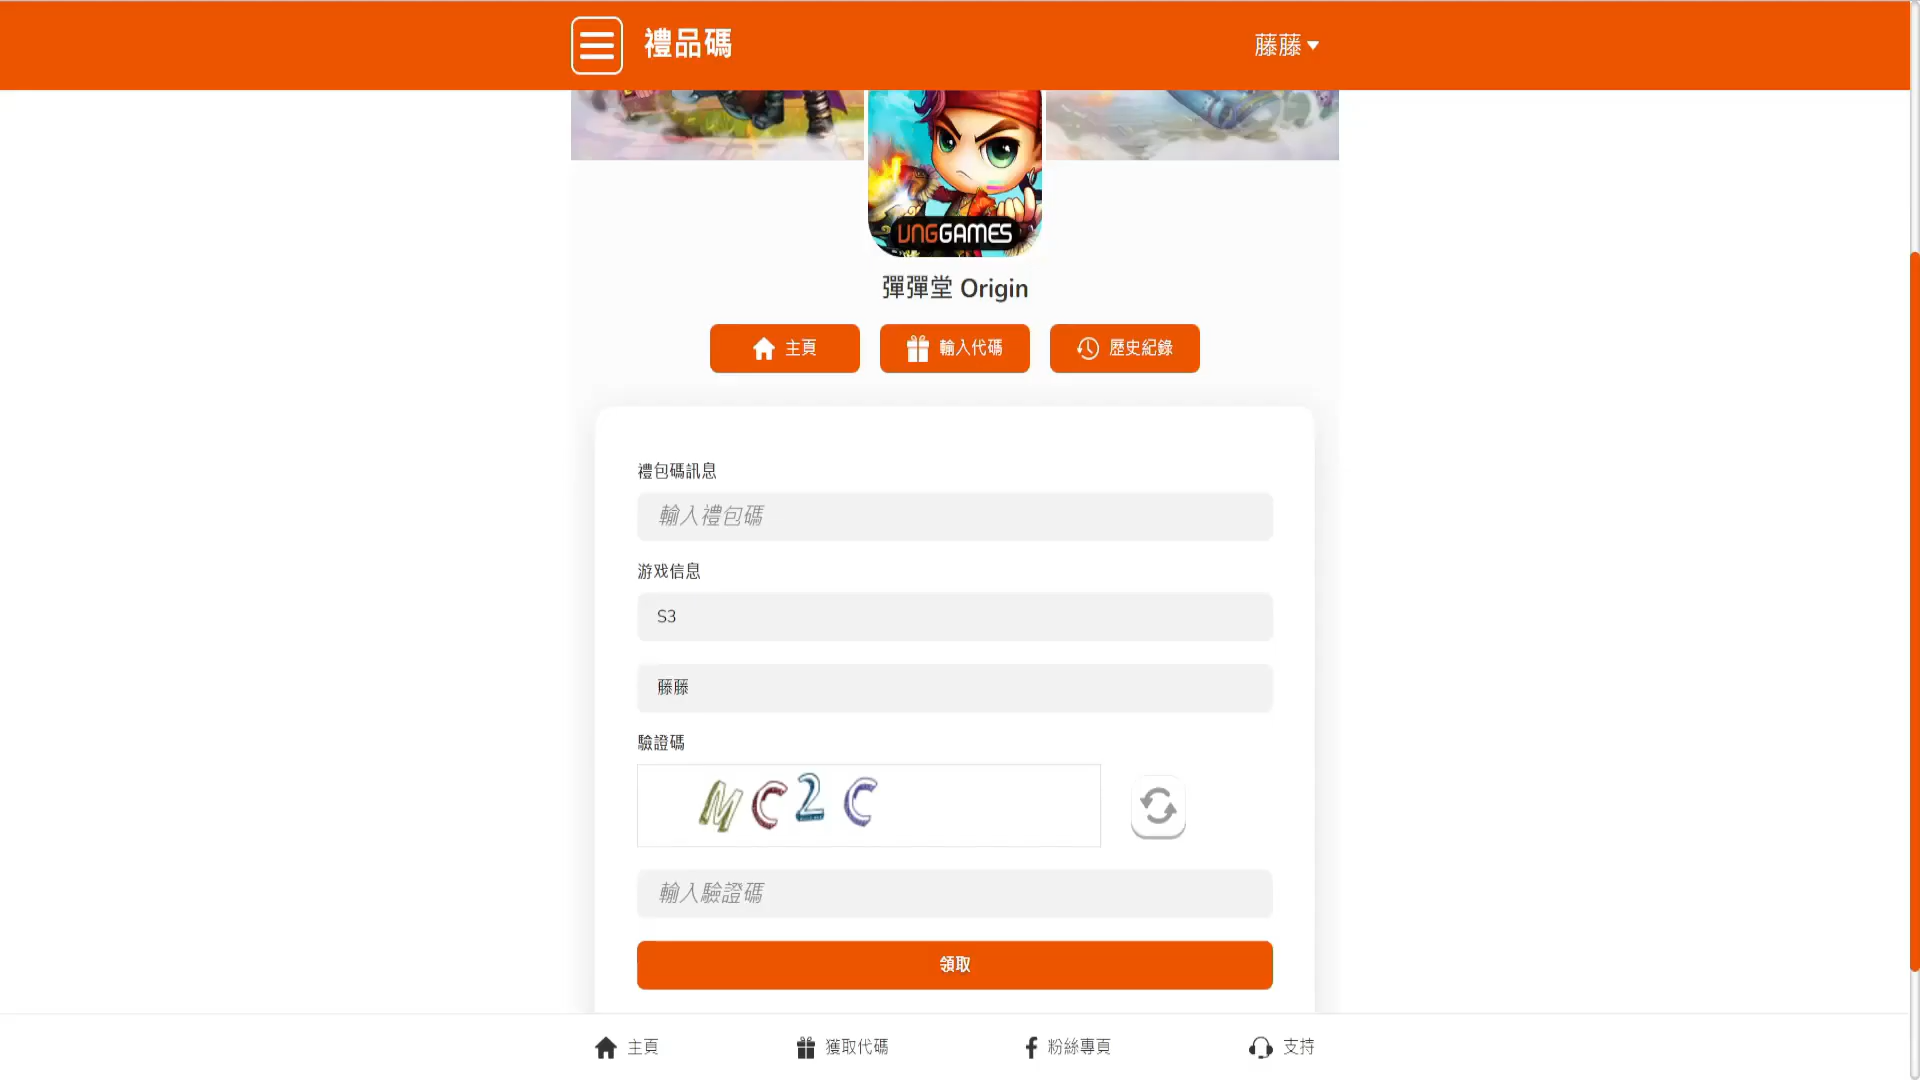 禮品碼
藤藤
VNGGAMES
彈彈堂 Origin
主頁
輸入代碼
歷史紀錄
禮包碼訊息
輸入禮包碼
游戏信息
S3
藤藤
驗證碼
MC2C
輸入驗證碼
領取
主頁
獲取代碼
粉絲專頁
支持